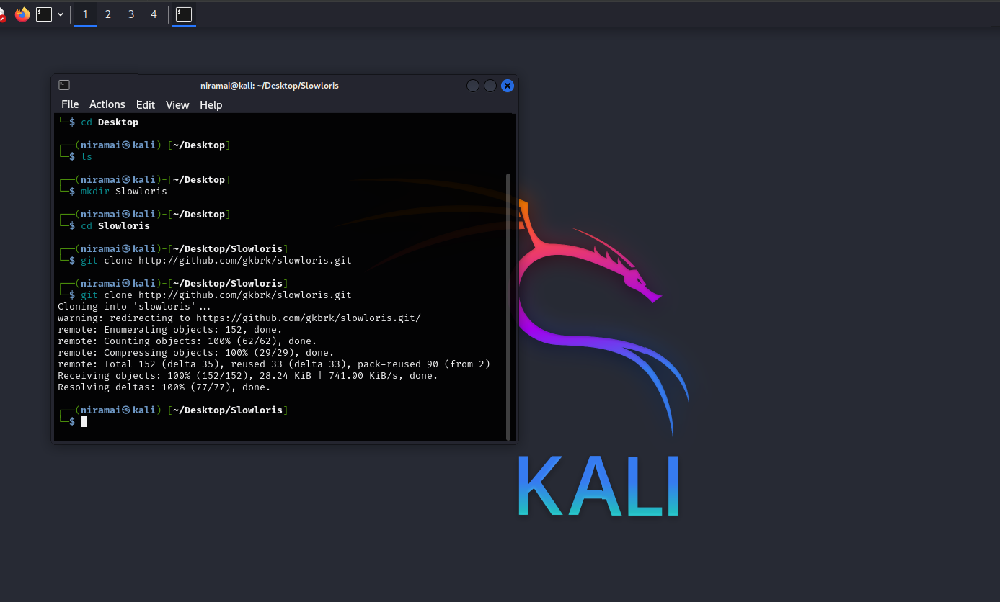 1 2 3 4
niramai@kali: ~/Desktop/Slowloris
File Actions Edit View Help
└─$ cd Desktop
┌──(niramai㉿kali)-[~/Desktop]
└─$ ls
┌──(niramai㉿kali)-[~/Desktop]
└─$ mkdir Slowloris
┌──(niramai㉿kali)-[~/Desktop]
└─$ cd Slowloris
┌──(niramai㉿kali)-[~/Desktop/Slowloris]
└─$ git clone http://github.com/gkbrk/slowloris.git
┌──(niramai㉿kali)-[~/Desktop/Slowloris]
└─$ git clone http://github.com/gkbrk/slowloris.git
Cloning into 'slowloris'...
warning: redirecting to https://github.com/gkbrk/slowloris.git/
remote: Enumerating objects: 152, done.
remote: Counting objects: 100% (62/62), done.
remote: Compressing objects: 100% (29/29), done.
remote: Total 152 (delta 35), reused 33 (delta 33), pack-reused 90 (from 2)
Receiving objects: 100% (152/152), 28.24 KiB | 741.00 KiB/s, done.
Resolving deltas: 100% (77/77), done.
┌──(niramai㉿kali)-[~/Desktop/Slowloris]
└─$
KALI